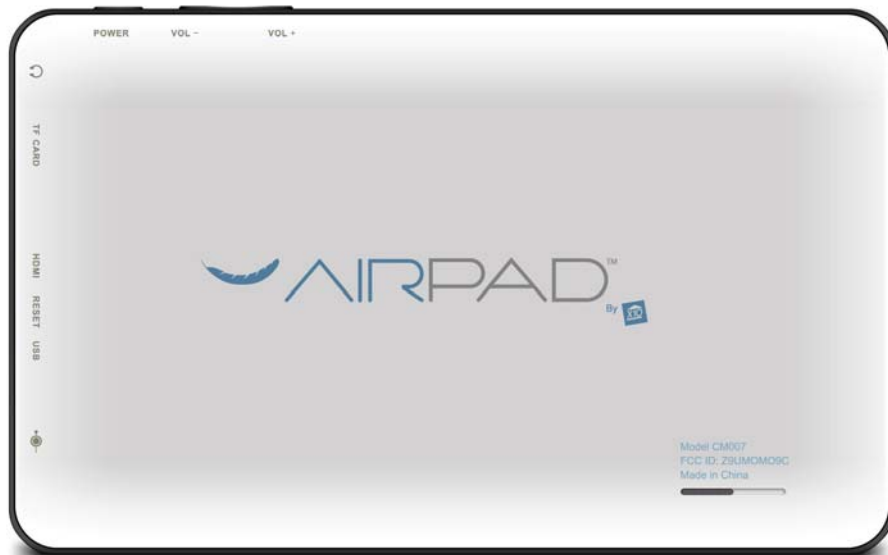 POWER VOL - VOL +
TF CARD
HDMI
RESET
USB
AIRPAD™
By
Model CM007
FCC ID: Z9UMOMO9C
Made in China